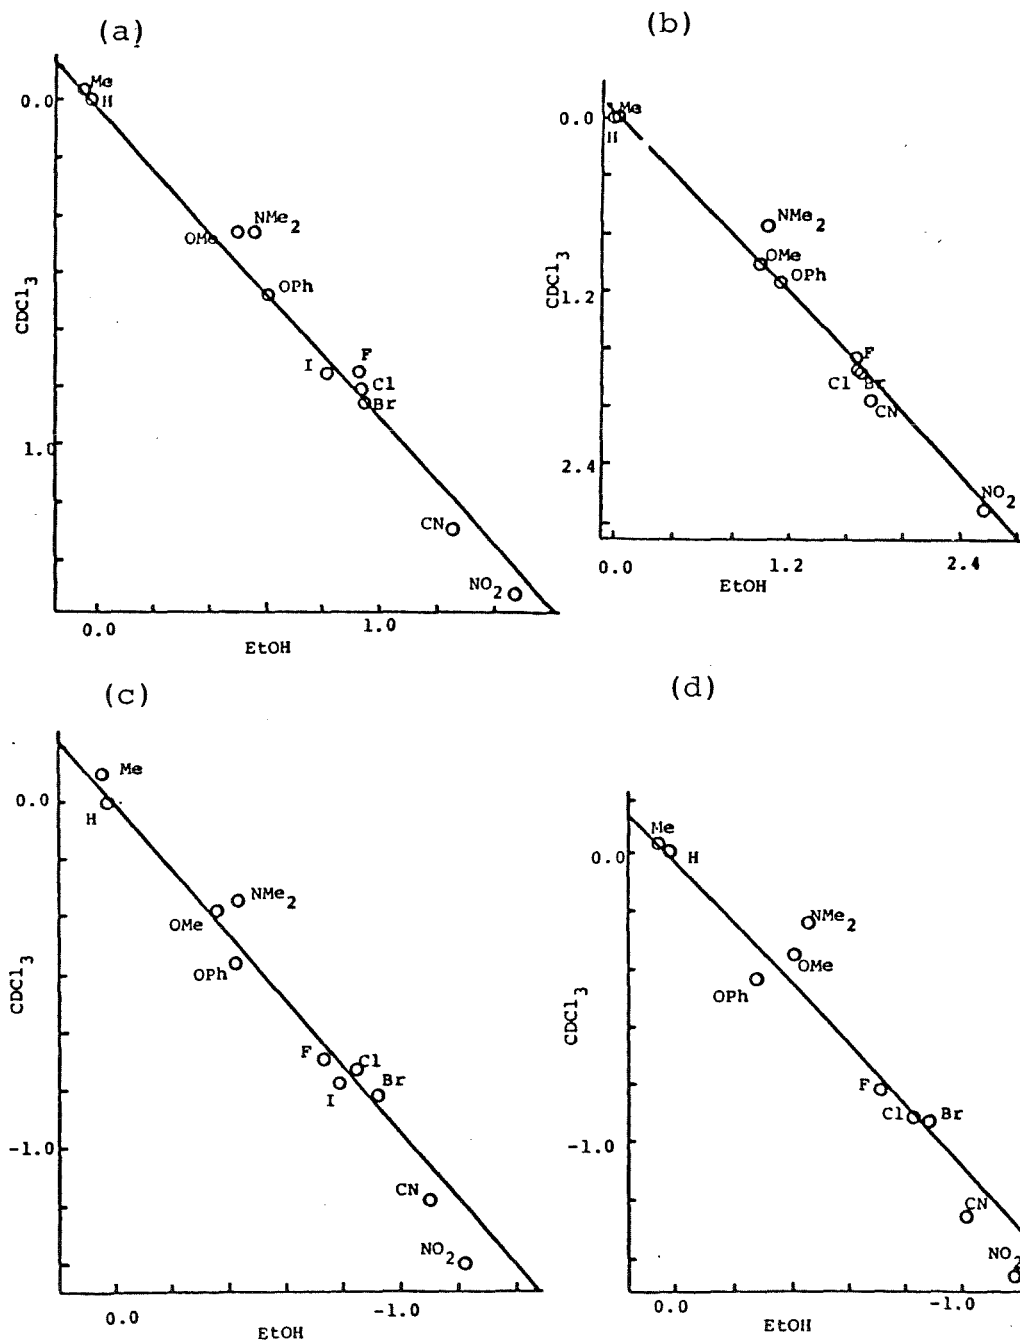 (a)
Me
0.0
H
NMe2
OMe
OPh
CDCl3
I
F
Cl
Br
1.0
CN
NO2
0.0
1.0
EtOH
(b)
0.0
Me
H
NMe2
OMe
OPh
CDCl3
1.2
F
Cl
Br
CN
2.4
NO2
0.0
1.2
2.4
EtOH
(c)
Me
0.0
H
NMe2
OMe
OPh
CDCl3
F
Cl
I
Br
-1.0
CN
NO2
0.0
-1.0
EtOH
(d)
Me
0.0
H
NMe2
OMe
OPh
CDCl3
F
Cl
Br
-1.0
CN
NO2
0.0
-1.0
EtOH